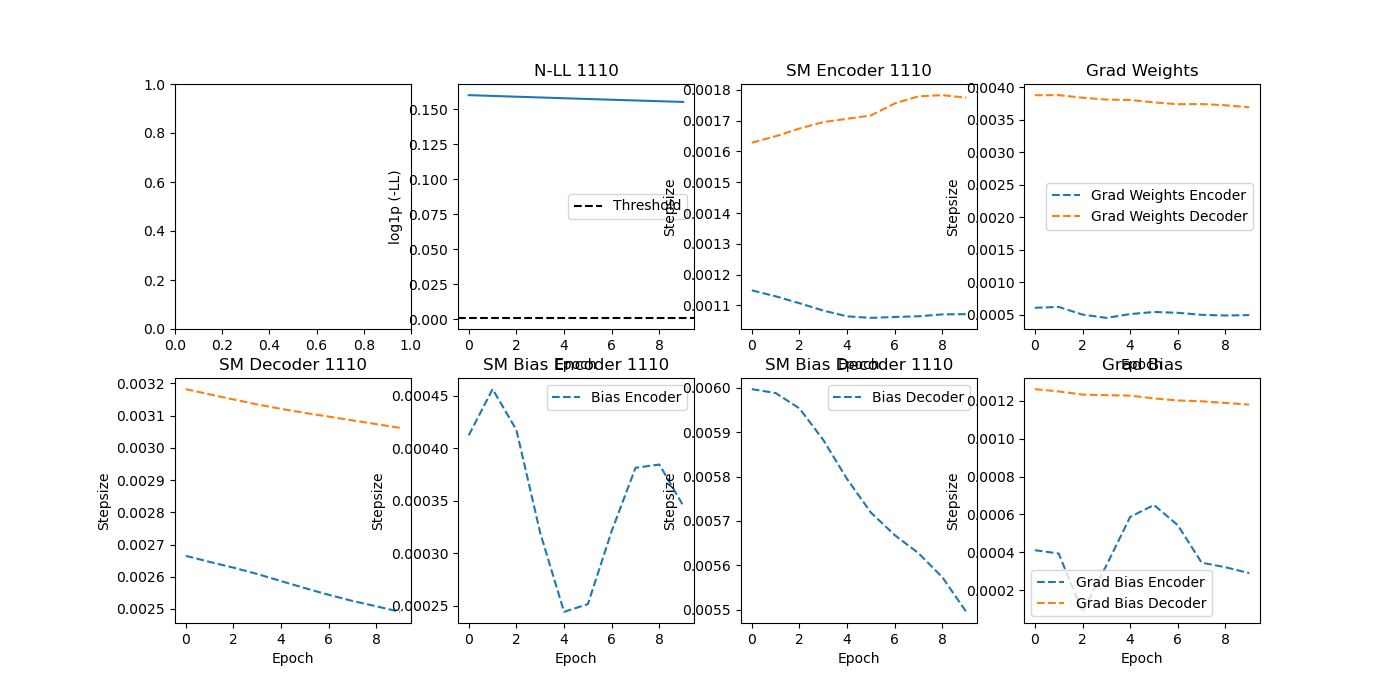 N-LL 1110
SM Encoder 1110
Grad Weights
1.0
0.8
0.6
0.4
0.2
0.0
0.0 0.2 0.4 0.6 0.8 1.0
log1p (-LL)
0.150
0.125
0.100
0.075
0.050
0.025
0.000
Threshold
0 2 4 6 8
Epoch
Stepsize
0.0018
0.0017
0.0016
0.0015
0.0014
0.0013
0.0012
0.0011
0 2 4 6 8
Epoch
Stepsize
0.0040
0.0035
0.0030
0.0025
0.0020
0.0015
0.0010
0.0005
Grad Weights Encoder
Grad Weights Decoder
0 2 4 6 8
Epoch
SM Decoder 1110
SM Bias Encoder 1110
SM Bias Decoder 1110
Grad Bias
Stepsize
0.0032
0.0031
0.0030
0.0029
0.0028
0.0027
0.0026
0.0025
0 2 4 6 8
Epoch
Stepsize
0.00045
0.00040
0.00035
0.00030
0.00025
Bias Encoder
0 2 4 6 8
Epoch
Stepsize
0.0060
0.0059
0.0058
0.0057
0.0056
0.0055
Bias Decoder
0 2 4 6 8
Epoch
Stepsize
0.0012
0.0010
0.0008
0.0006
0.0004
0.0002
Grad Bias Encoder
Grad Bias Decoder
0 2 4 6 8
Epoch